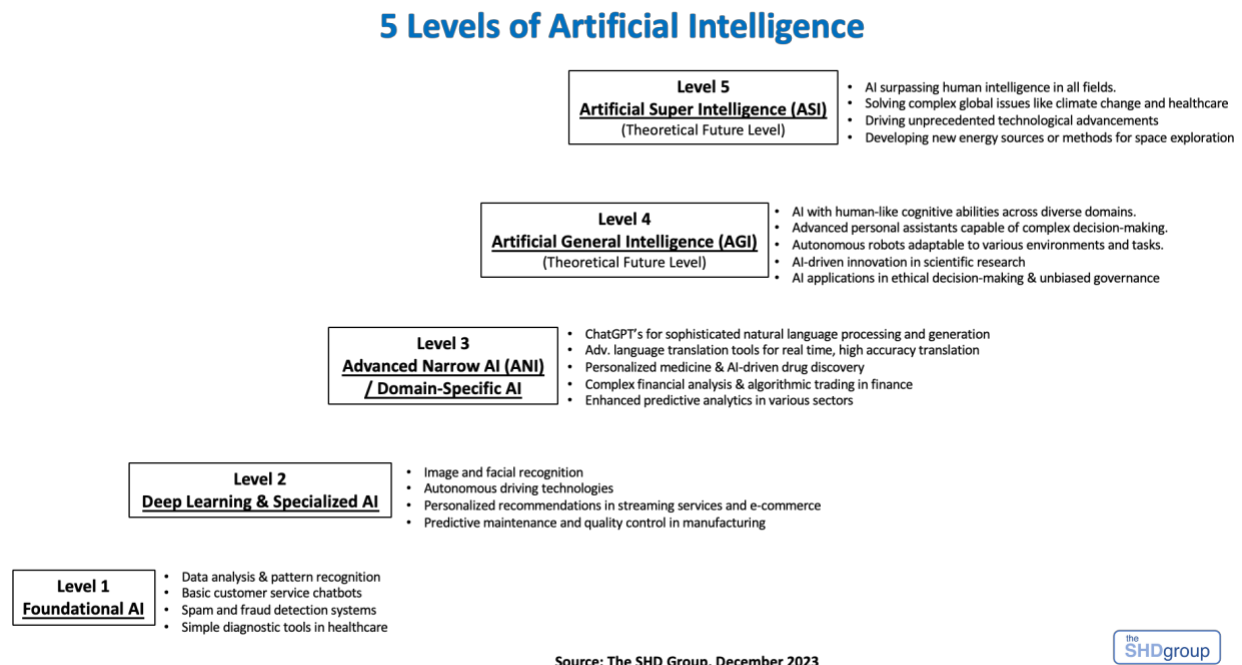 5 Levels of Artificial Intelligence
Level 5
Artificial Super Intelligence (ASI)
(Theoretical Future Level)
• AI surpassing human intelligence in all fields.
• Solving complex global issues like climate change and healthcare
• Driving unprecedented technological advancements
• Developing new energy sources or methods for space exploration
Level 4
Artificial General Intelligence (AGI)
(Theoretical Future Level)
• AI with human-like cognitive abilities across diverse domains.
• Advanced personal assistants capable of complex decision-making.
• Autonomous robots adaptable to various environments and tasks.
• AI-driven innovation in scientific research
• AI applications in ethical decision-making & unbiased governance
Level 3
Advanced Narrow AI (ANI)
/ Domain-Specific AI
• ChatGPT's for sophisticated natural language processing and generation
• Adv. language translation tools for real time, high accuracy translation
• Personalized medicine & AI-driven drug discovery
• Complex financial analysis & algorithmic trading in finance
• Enhanced predictive analytics in various sectors
Level 2
Deep Learning & Specialized AI
• Image and facial recognition
• Autonomous driving technologies
• Personalized recommendations in streaming services and e-commerce
• Predictive maintenance and quality control in manufacturing
Level 1
Foundational AI
• Data analysis & pattern recognition
• Basic customer service chatbots
• Spam and fraud detection systems
• Simple diagnostic tools in healthcare
Source: The SHD Group, December 2023
the
SHDgroup